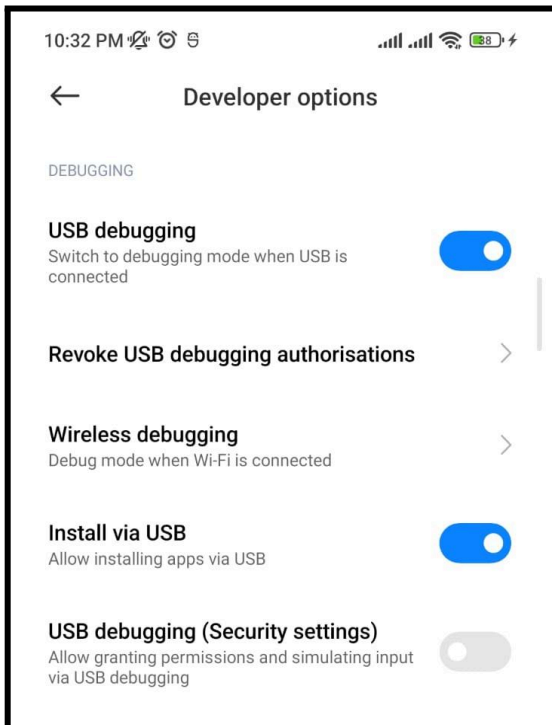 10:32 PM
38
Developer options
DEBUGGING
USB debugging
Switch to debugging mode when USB is
connected
Revoke USB debugging authorisations
Wireless debugging
Debug mode when Wi-Fi is connected
Install via USB
Allow installing apps via USB
USB debugging (Security settings)
Allow granting permissions and simulating input
via USB debugging